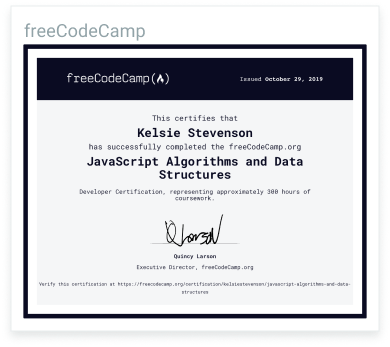 freeCodeCamp
freeCodeCamp(🔥)
Issued October 29, 2019
This certifies that
Kelsie Stevenson
has successfully completed the freeCodeCamp.org
JavaScript Algorithms and Data
Structures
Developer Certification, representing approximately 300 hours of
coursework.
Quincy Larson
Executive Director, freeCodeCamp.org
Verify this certification at https://freecodecamp.org/certification/kelsiestevenson/javascript-algorithms-and-data-
structures